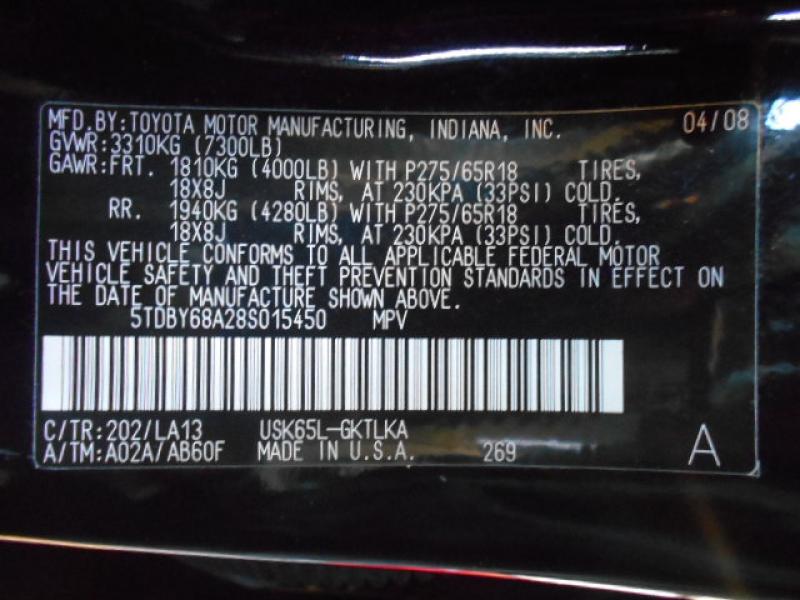 MFD.BY:TOYOTA MOTOR MANUFACTURING, INDIANA, INC. 04/08
GVWR:3310KG (7300LB)
GAWR:FRT. 1810KG (4000LB) WITH P275/65R18 TIRES,
18X8J RIMS, AT 230KPA (33PSI) COLD.
RR. 1940KG (4280LB) WITH P275/65R18 TIRES,
18X8J RIMS, AT 230KPA (33PSI) COLD.
THIS VEHICLE CONFORMS TO ALL APPLICABLE FEDERAL MOTOR
VEHICLE SAFETY AND THEFT PREVENTION STANDARDS IN EFFECT ON
THE DATE OF MANUFACTURE SHOWN ABOVE.
5TDBY68A28S015450 MPV
C/TR:202/LA13 USK65L-GKTLKA
A/TM:A02A/AB60F MADE IN U.S.A. 269 A